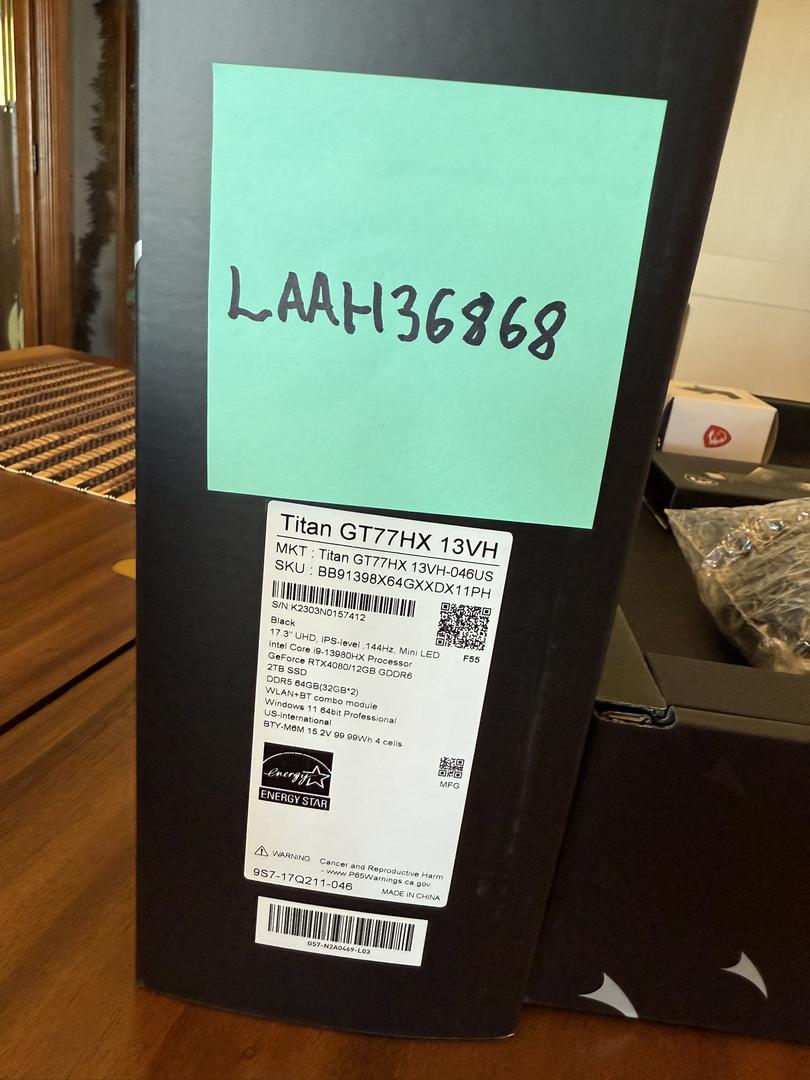 LAAH36868
Titan GT77HX 13VH
MKT : Titan GT77HX 13VH-046US
SKU : BB91398X64GXXDX11PH
S/N:K2303N0157412
Black
17.3" UHD, IPS-level ,144Hz, Mini LED
Intel Core i9-13980HX Processor
GeForce RTX4080/12GB GDDR6
2TB SSD
DDR5 64GB(32GB*2)
WLAN+BT combo module
Windows 11 64bit Professional
US-International
BTY-M6M 15.2V 99.99Wh 4 cells
F55
energy
ENERGY STAR
MFG
WARNING: Cancer and Reproductive Harm
- www.P65Warnings.ca.gov
9S7-17Q211-046
MADE IN CHINA
G57-N2A0469-L03